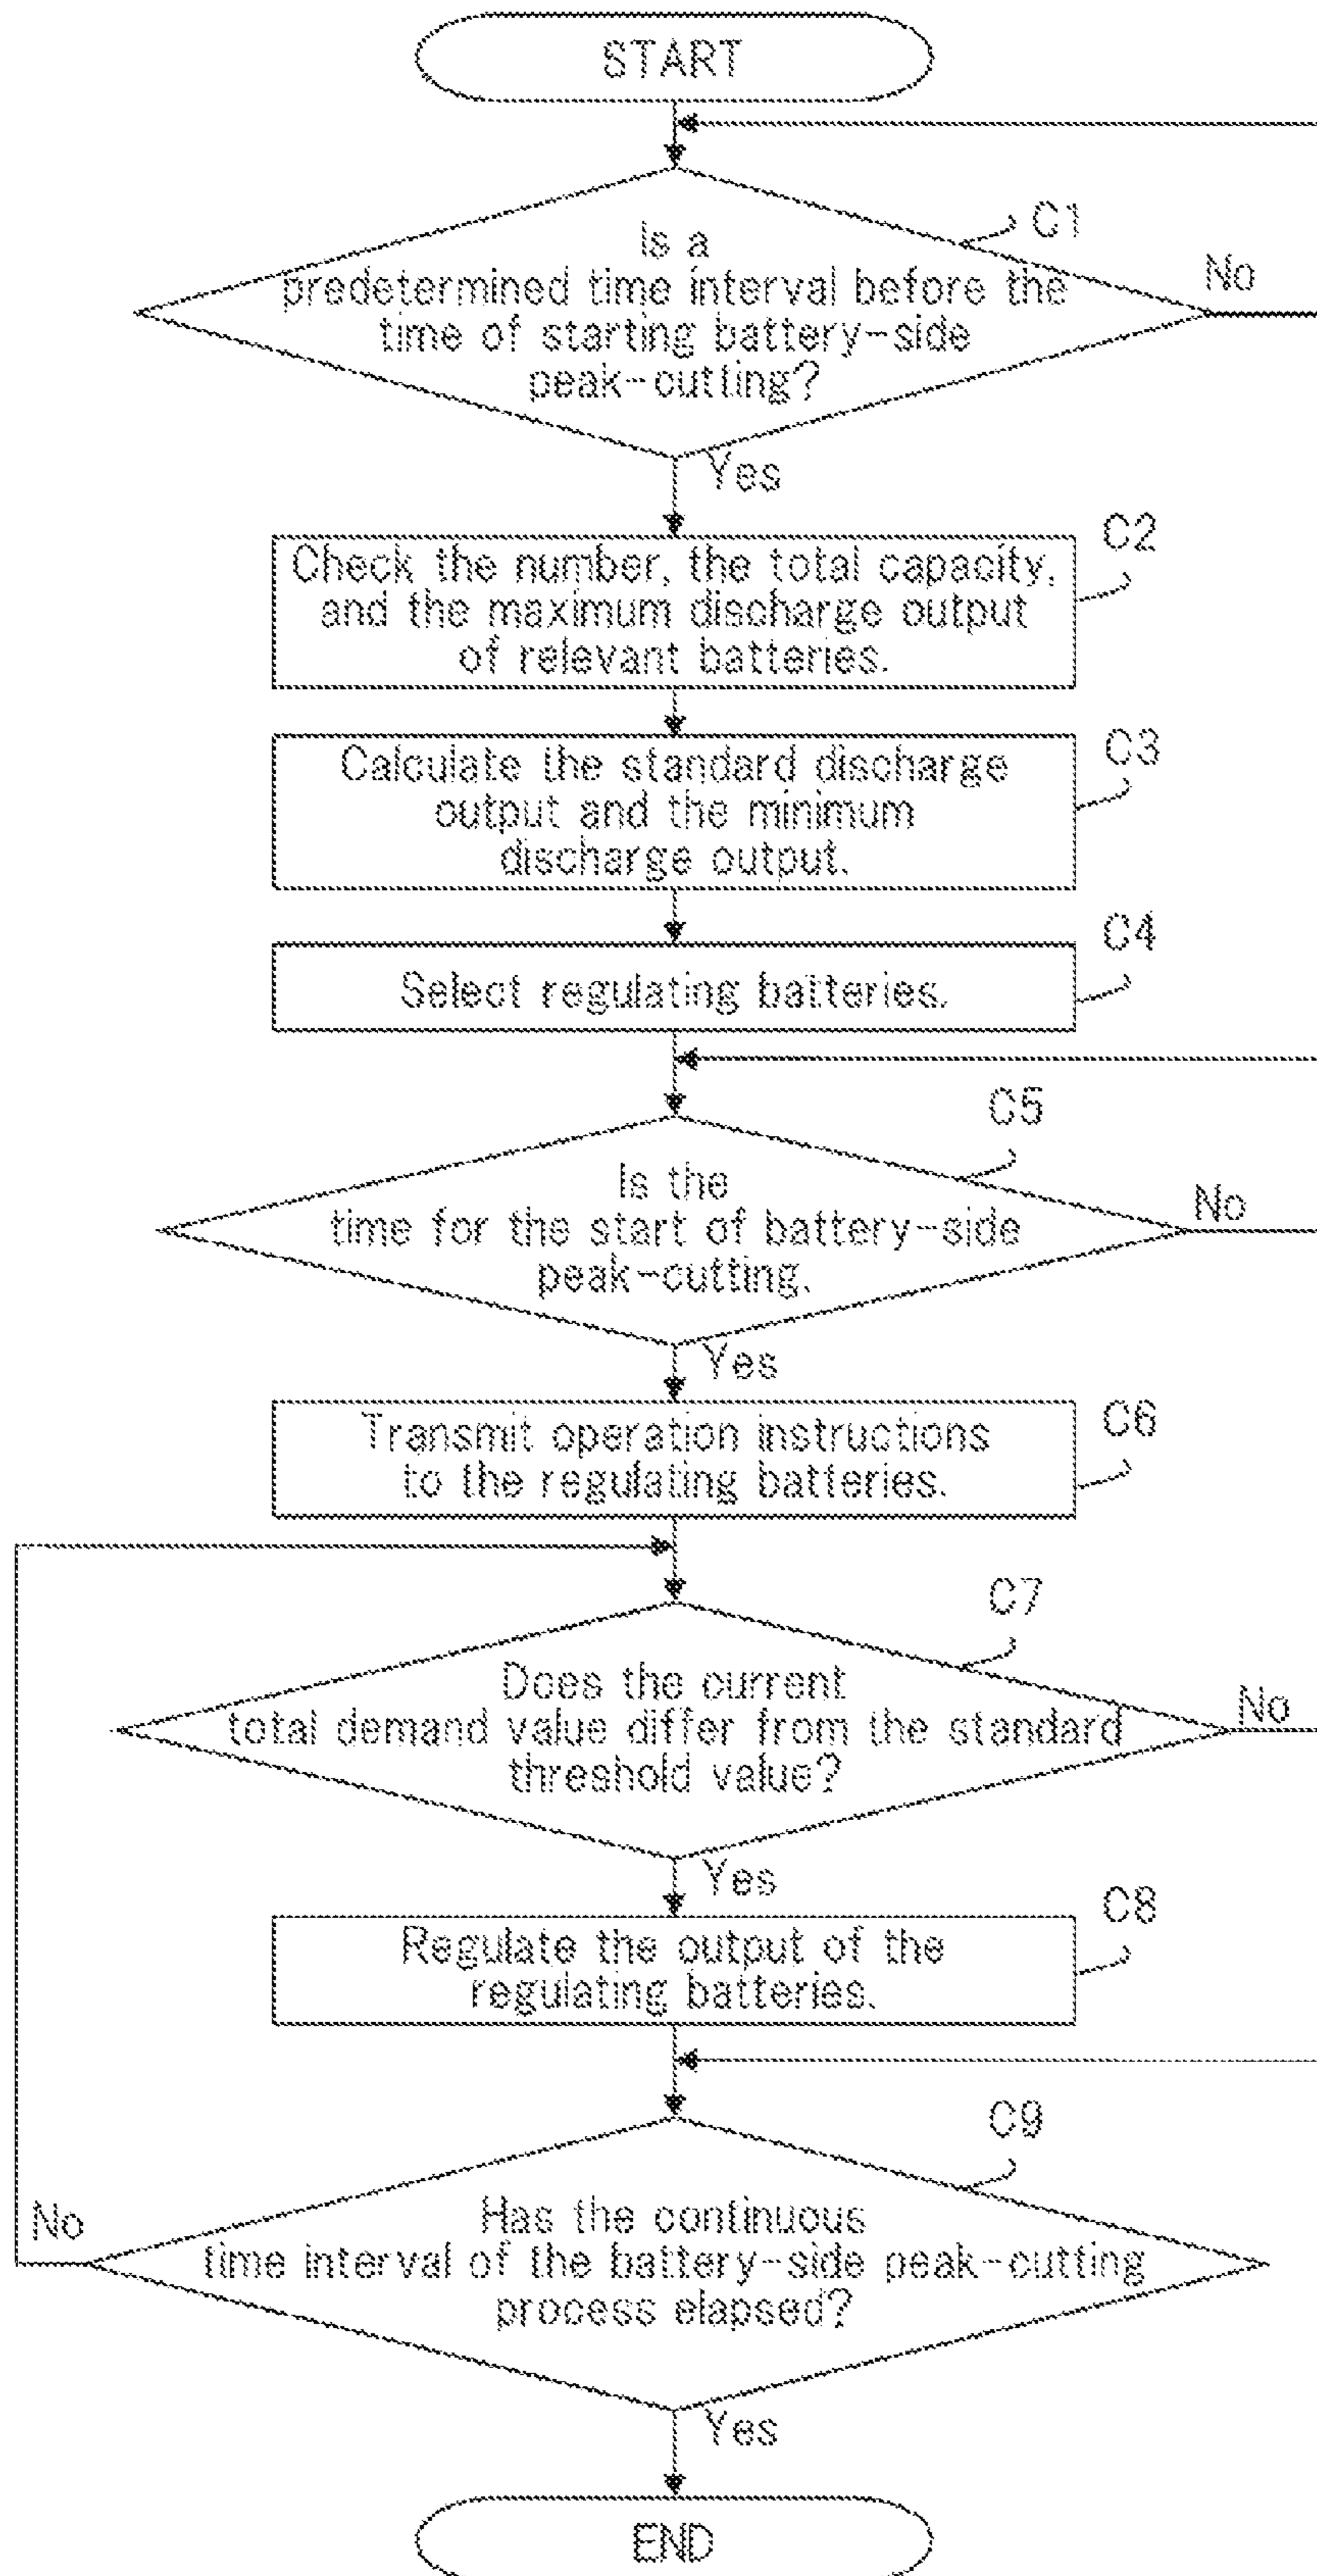 START
C1
Is a
predetermined time interval before the
time of starting battery-side
peak-cutting?
No
Yes
C2
Check the number, the total capacity,
and the maximum discharge output
of relevant batteries.
C3
Calculate the standard discharge
output and the minimum
discharge output.
C4
Select regulating batteries.
C5
Is the
time for the start of battery-side
peak-cutting.
No
Yes
C6
Transmit operation instructions
to the regulating batteries.
C7
Does the current
total demand value differ from the standard
threshold value?
No
Yes
C8
Regulate the output of the
regulating batteries.
C9
Has the continuous
time interval of the battery-side peak-cutting
process elapsed?
No
Yes
END